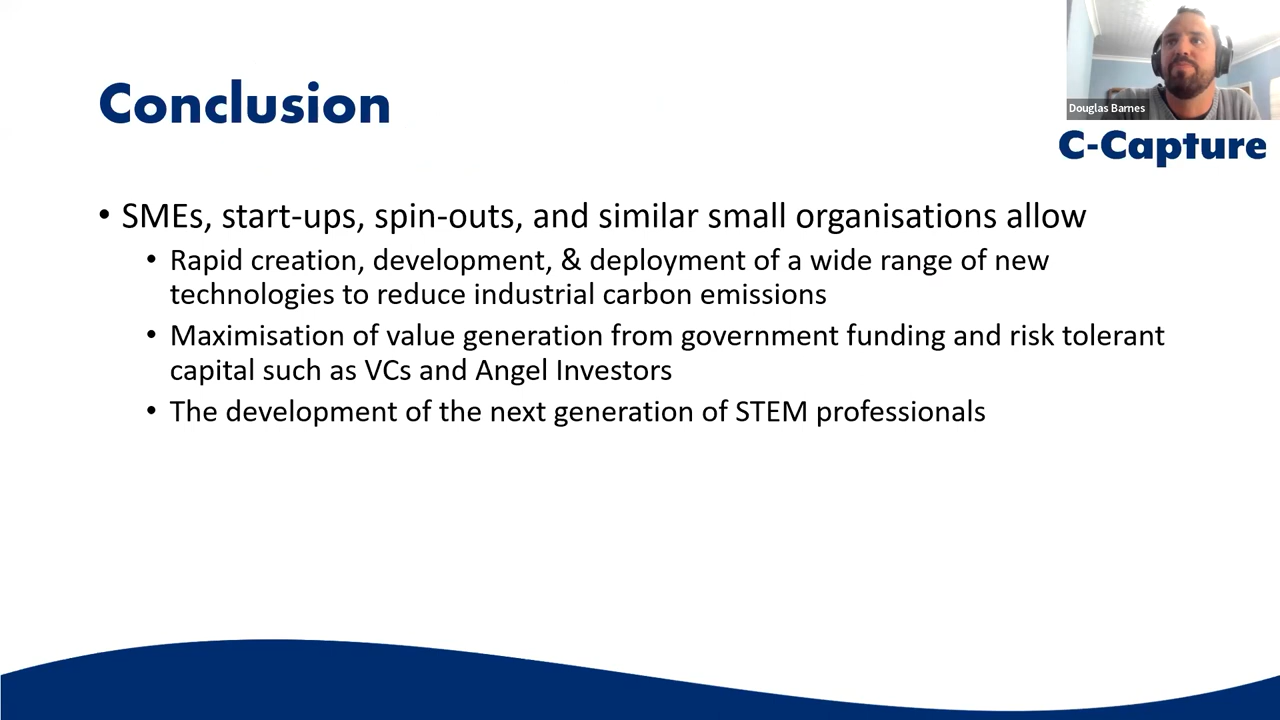 Conclusion
Douglas Barnes
C-Capture
• SMEs, start-ups, spin-outs, and similar small organisations allow
• Rapid creation, development, & deployment of a wide range of new
technologies to reduce industrial carbon emissions
• Maximisation of value generation from government funding and risk tolerant
capital such as VCs and Angel Investors
• The development of the next generation of STEM professionals